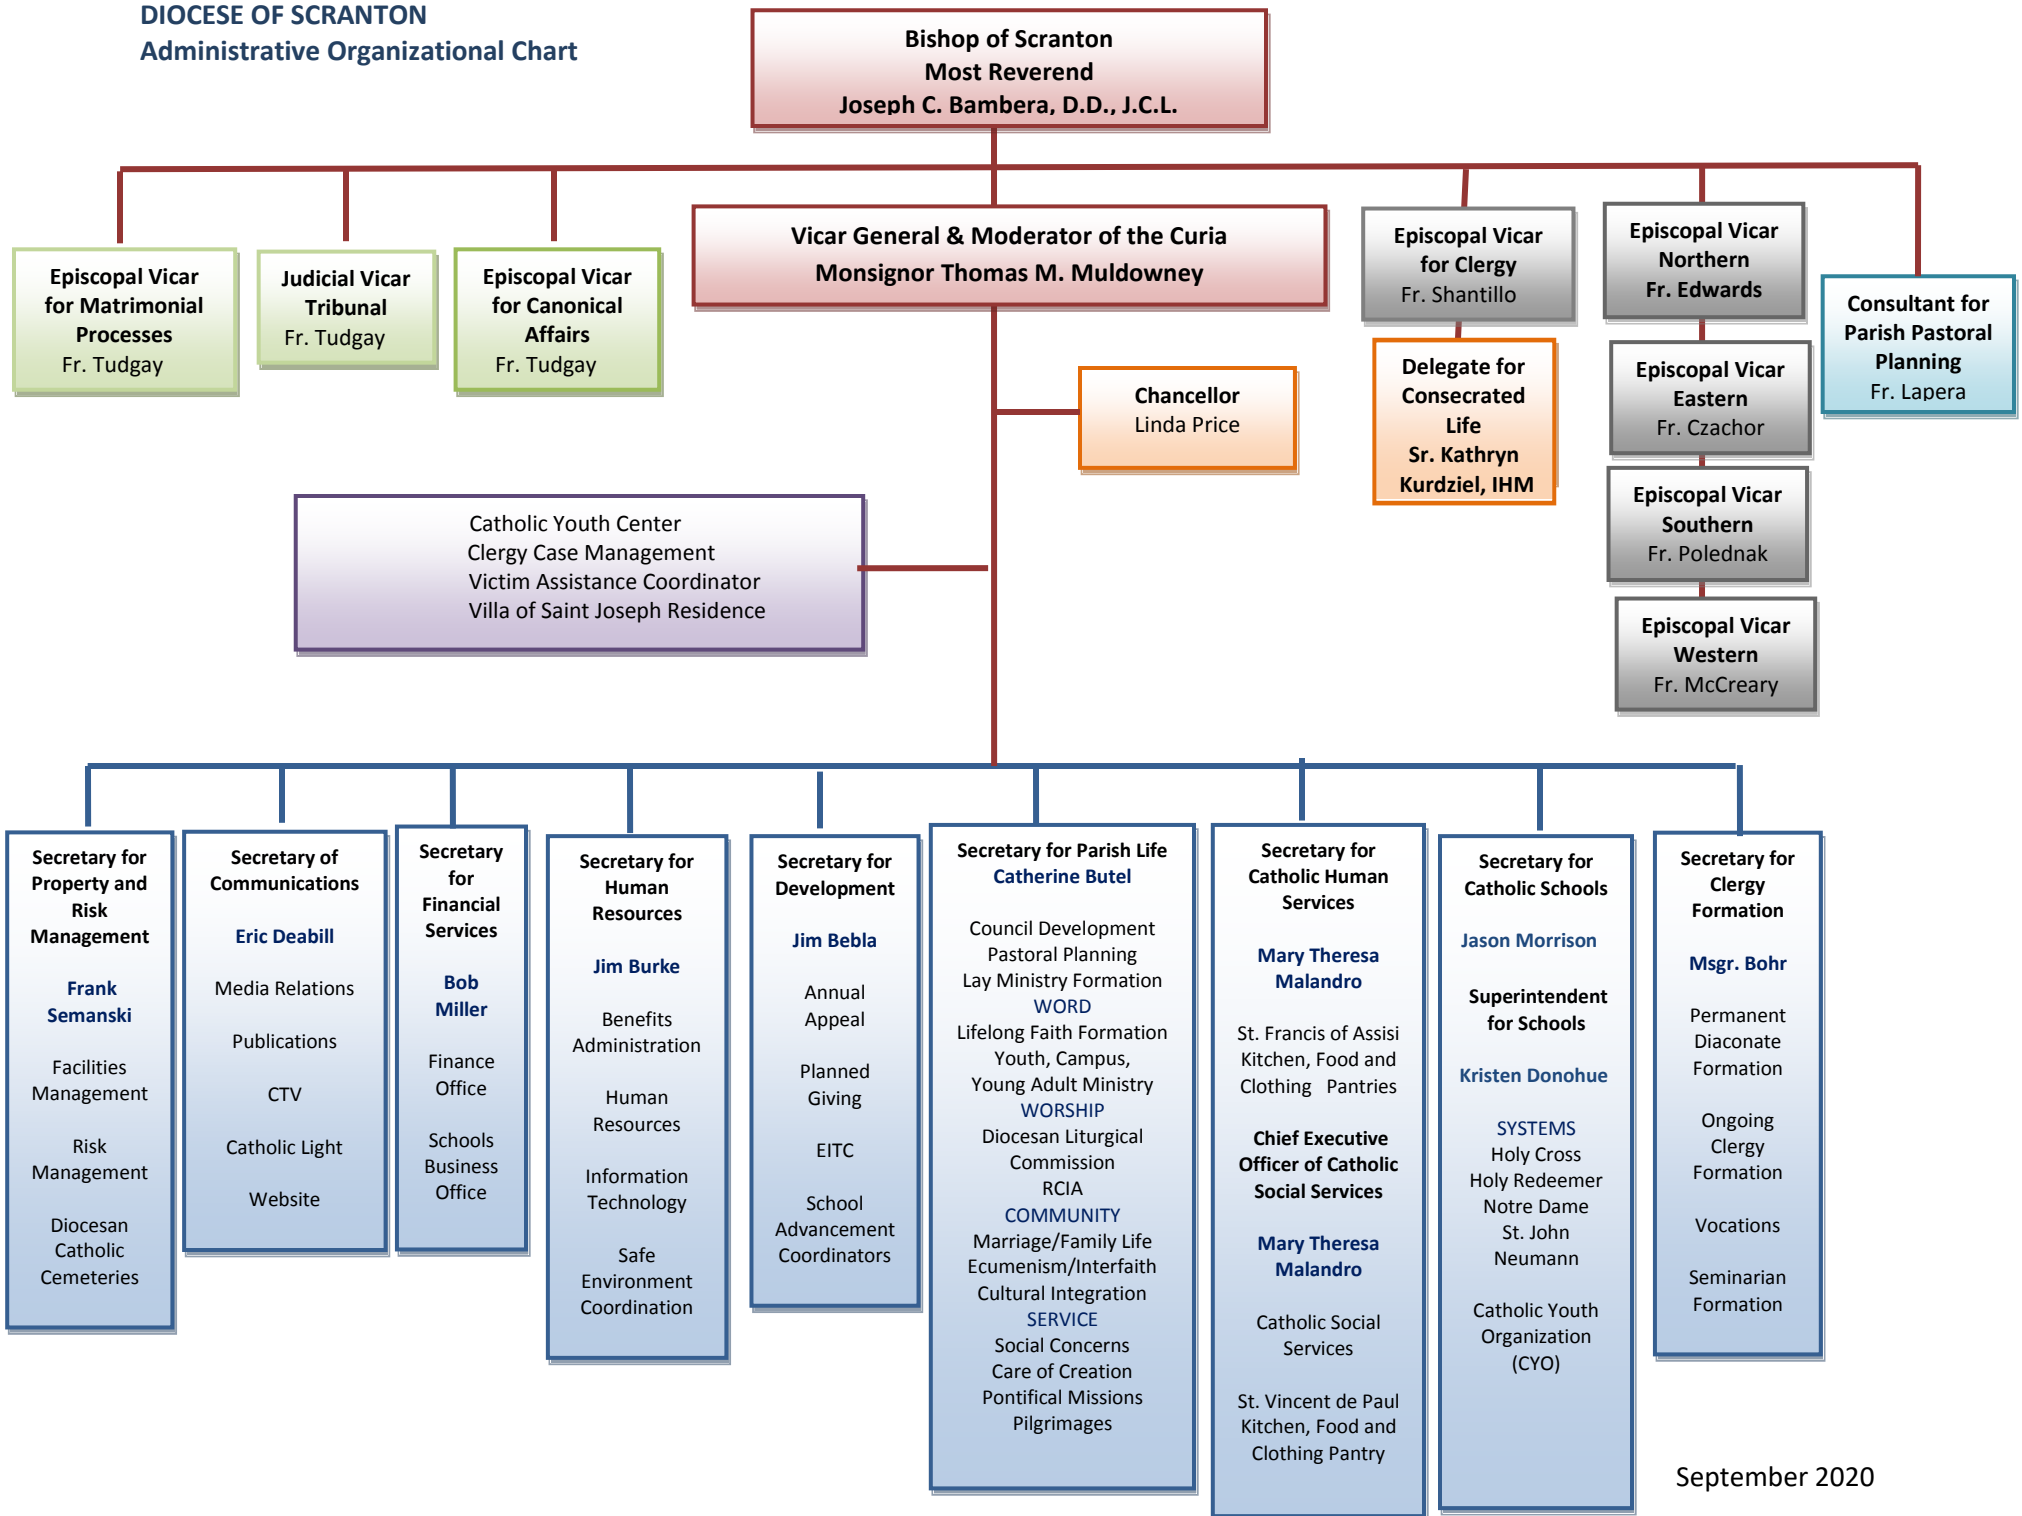 DIOCESE OF SCRANTON
Administrative Organizational Chart
Bishop of Scranton
Most Reverend
Joseph C. Bambera, D.D., J.C.L.
Episcopal Vicar
for Matrimonial
Processes
Fr. Tudgay
Judicial Vicar
Tribunal
Fr. Tudgay
Episcopal Vicar
for Canonical
Affairs
Fr. Tudgay
Vicar General & Moderator of the Curia
Monsignor Thomas M. Muldowney
Episcopal Vicar
for Clergy
Fr. Shantillo
Delegate for
Consecrated
Life
Sr. Kathryn
Kurdziel, IHM
Episcopal Vicar
Northern
Fr. Edwards
Episcopal Vicar
Eastern
Fr. Czachor
Episcopal Vicar
Southern
Fr. Polednak
Episcopal Vicar
Western
Fr. McCreary
Consultant for
Parish Pastoral
Planning
Fr. Lapera
Chancellor
Linda Price
Catholic Youth Center
Clergy Case Management
Victim Assistance Coordinator
Villa of Saint Joseph Residence
Secretary for
Property and
Risk
Management
Frank
Semanski
Facilities
Management
Risk
Management
Diocesan
Catholic
Cemeteries
Secretary of
Communications
Eric Deabill
Media Relations
Publications
CTV
Catholic Light
Website
Secretary
for
Financial
Services
Bob
Miller
Finance
Office
Schools
Business
Office
Secretary for
Human
Resources
Jim Burke
Benefits
Administration
Human
Resources
Information
Technology
Safe
Environment
Coordination
Secretary for
Development
Jim Bebla
Annual
Appeal
Planned
Giving
EITC
School
Advancement
Coordinators
Secretary for Parish Life
Catherine Butel
Council Development
Pastoral Planning
Lay Ministry Formation
WORD
Lifelong Faith Formation
Youth, Campus,
Young Adult Ministry
WORSHIP
Diocesan Liturgical
Commission
RCIA
COMMUNITY
Marriage/Family Life
Ecumenism/Interfaith
Cultural Integration
SERVICE
Social Concerns
Care of Creation
Pontifical Missions
Pilgrimages
Secretary for
Catholic Human
Services
Mary Theresa
Malandro
St. Francis of Assisi
Kitchen, Food and
Clothing Pantries
Chief Executive
Officer of Catholic
Social Services
Mary Theresa
Malandro
Catholic Social
Services
St. Vincent de Paul
Kitchen, Food and
Clothing Pantry
Secretary for
Catholic Schools
Jason Morrison
Superintendent
for Schools
Kristen Donohue
SYSTEMS
Holy Cross
Holy Redeemer
Notre Dame
St. John
Neumann
Catholic Youth
Organization
(CYO)
Secretary for
Clergy
Formation
Msgr. Bohr
Permanent
Diaconate
Formation
Ongoing
Clergy
Formation
Vocations
Seminarian
Formation
September 2020